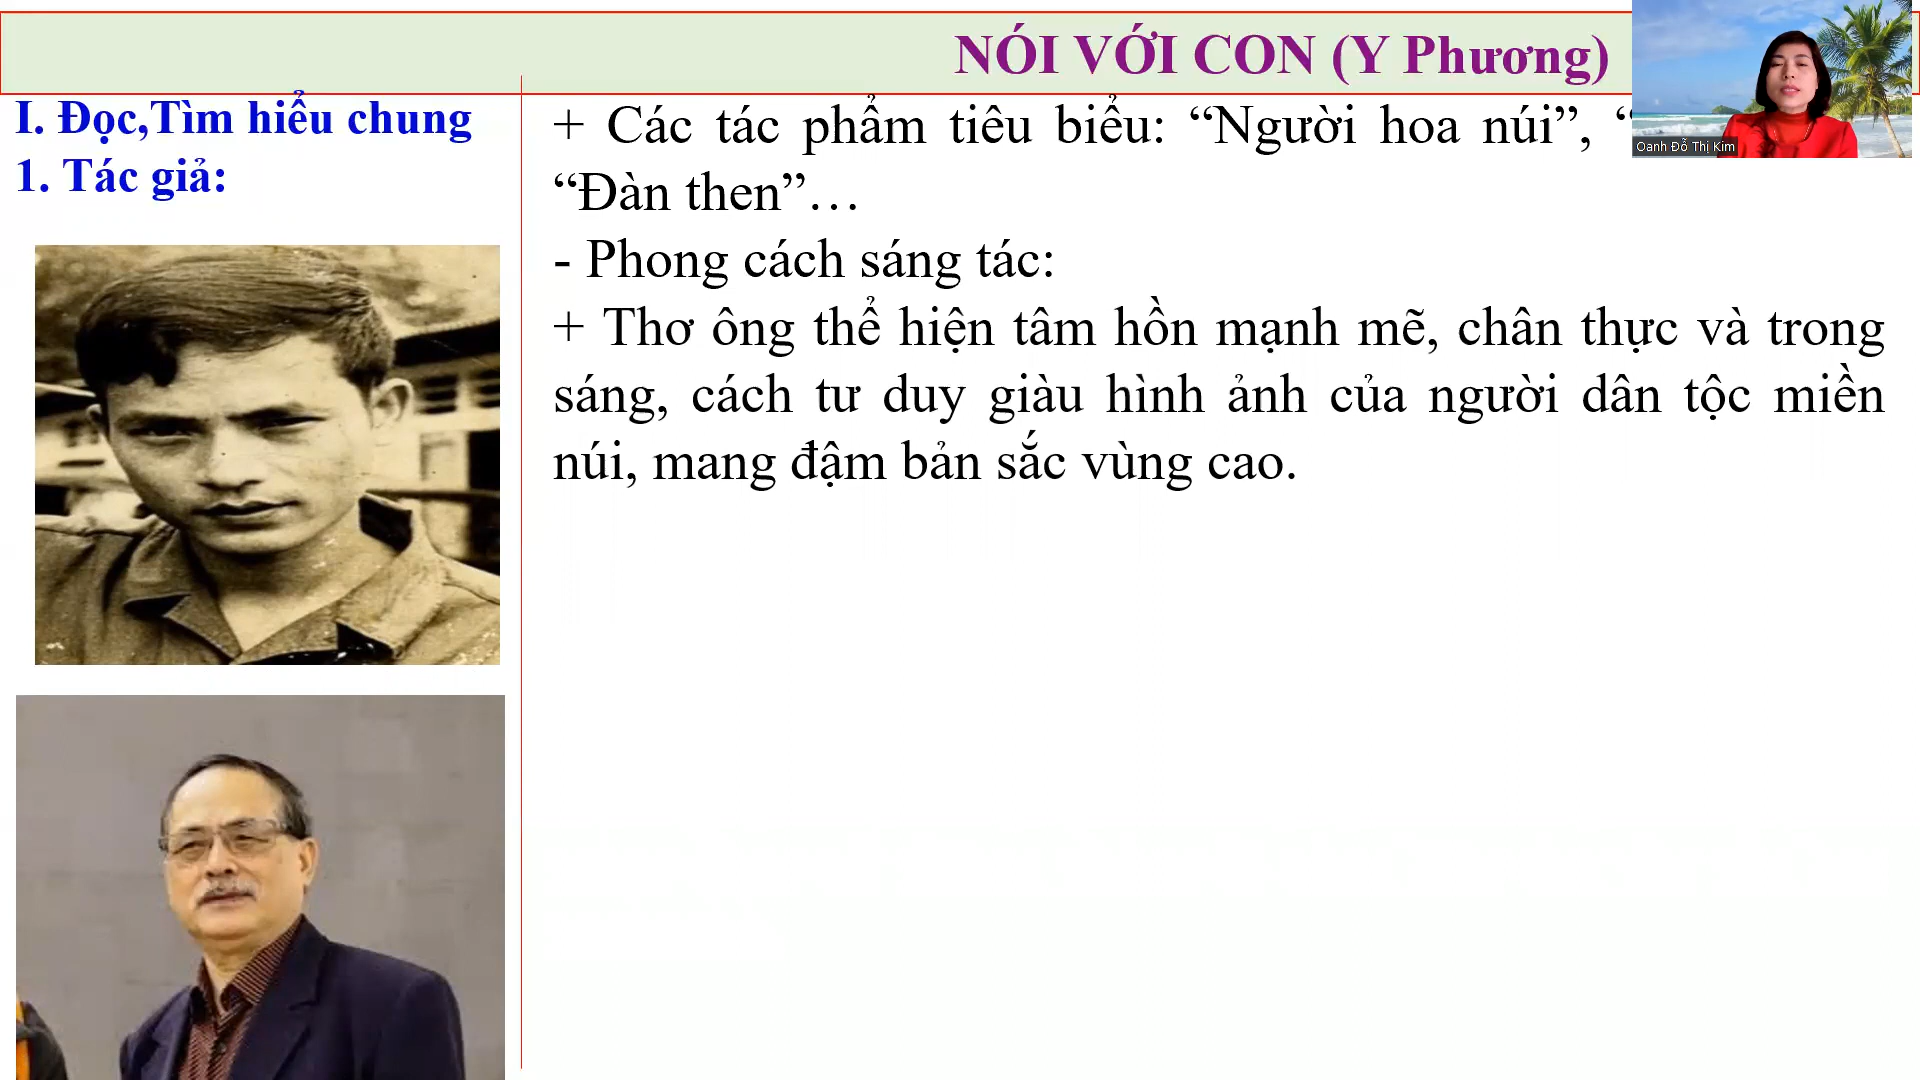 NÓI VỚI CON (Y Phương)
Oanh Đỗ Thị Kim
I. Đọc,Tìm hiểu chung
1. Tác giả:
+ Các tác phẩm tiêu biểu: “Người hoa núi”, “
“Đàn then”…
- Phong cách sáng tác:
+ Thơ ông thể hiện tâm hồn mạnh mẽ, chân thực và trong
sáng, cách tư duy giàu hình ảnh của người dân tộc miền
núi, mang đậm bản sắc vùng cao.